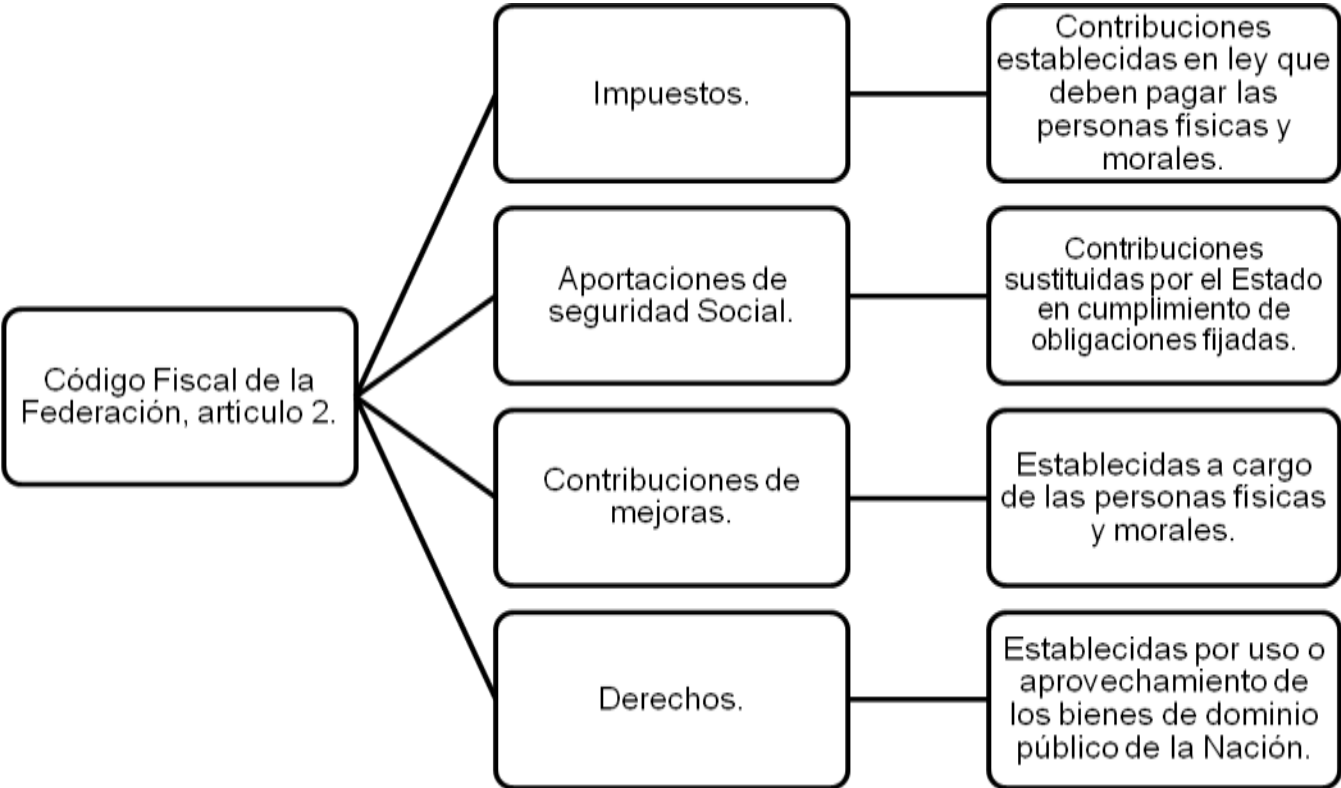 Código Fiscal de la
Federación, artículo 2.
Impuestos.
Contribuciones
establecidas en ley que
deben pagar las
personas físicas y
morales.
Aportaciones de
seguridad Social.
Contribuciones
sustituidas por el Estado
en cumplimiento de
obligaciones fijadas.
Contribuciones de
mejoras.
Establecidas a cargo
de las personas físicas
y morales.
Derechos.
Establecidas por uso o
aprovechamiento de
los bienes de dominio
público de la Nación.